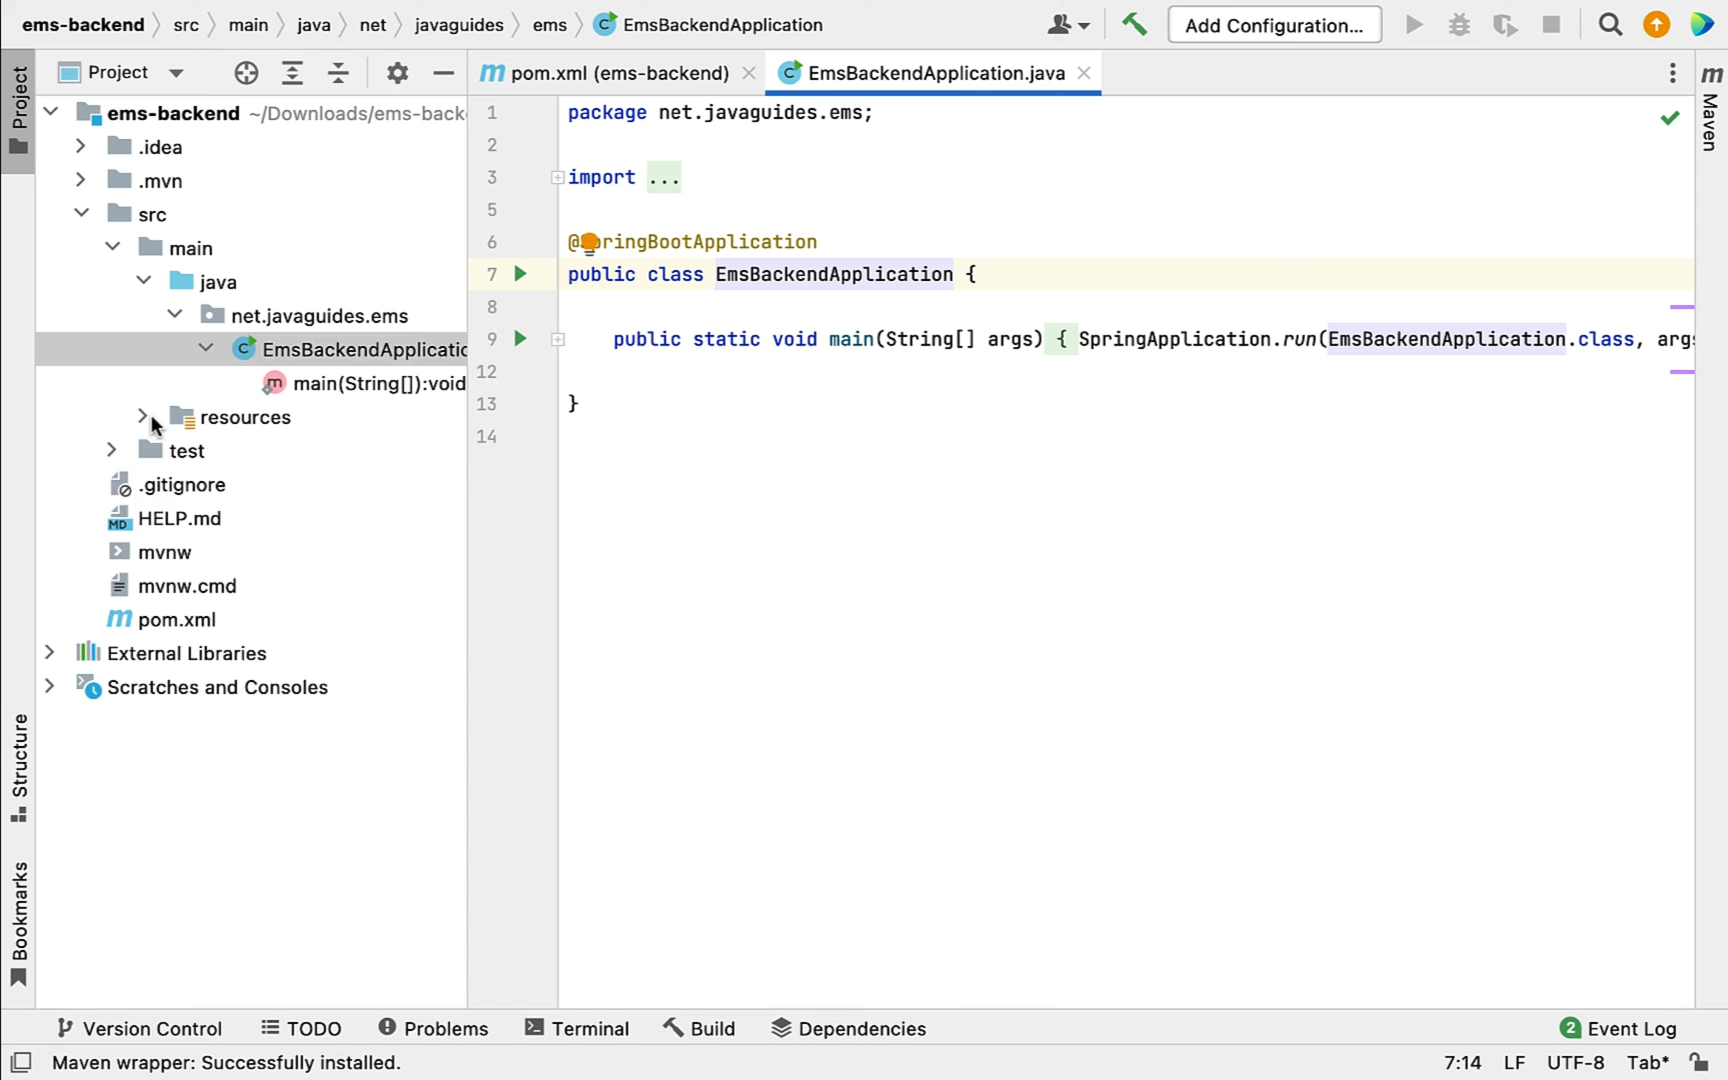 ems-backend src main java net javaguides ems EmsBackendApplication Add Configuration...
Project
Project
pom.xml (ems-backend) EmsBackendApplication.java
Maven
ems-backend ~/Downloads/ems-back
.idea
.mvn
src
main
java
net.javaguides.ems
EmsBackendApplicatio
main(String[]):void
resources
test
.gitignore
HELP.md
mvnw
mvnw.cmd
pom.xml
External Libraries
Scratches and Consoles
Structure
Bookmarks
1 package net.javaguides.ems;
2
3 import ...
5
6 @SpringBootApplication
7 public class EmsBackendApplication {
8
9 public static void main(String[] args) { SpringApplication.run(EmsBackendApplication.class, args
12
13 }
14
Version Control TODO Problems Terminal Build Dependencies 2 Event Log
Maven wrapper: Successfully installed. 7:14 LF UTF-8 Tab*